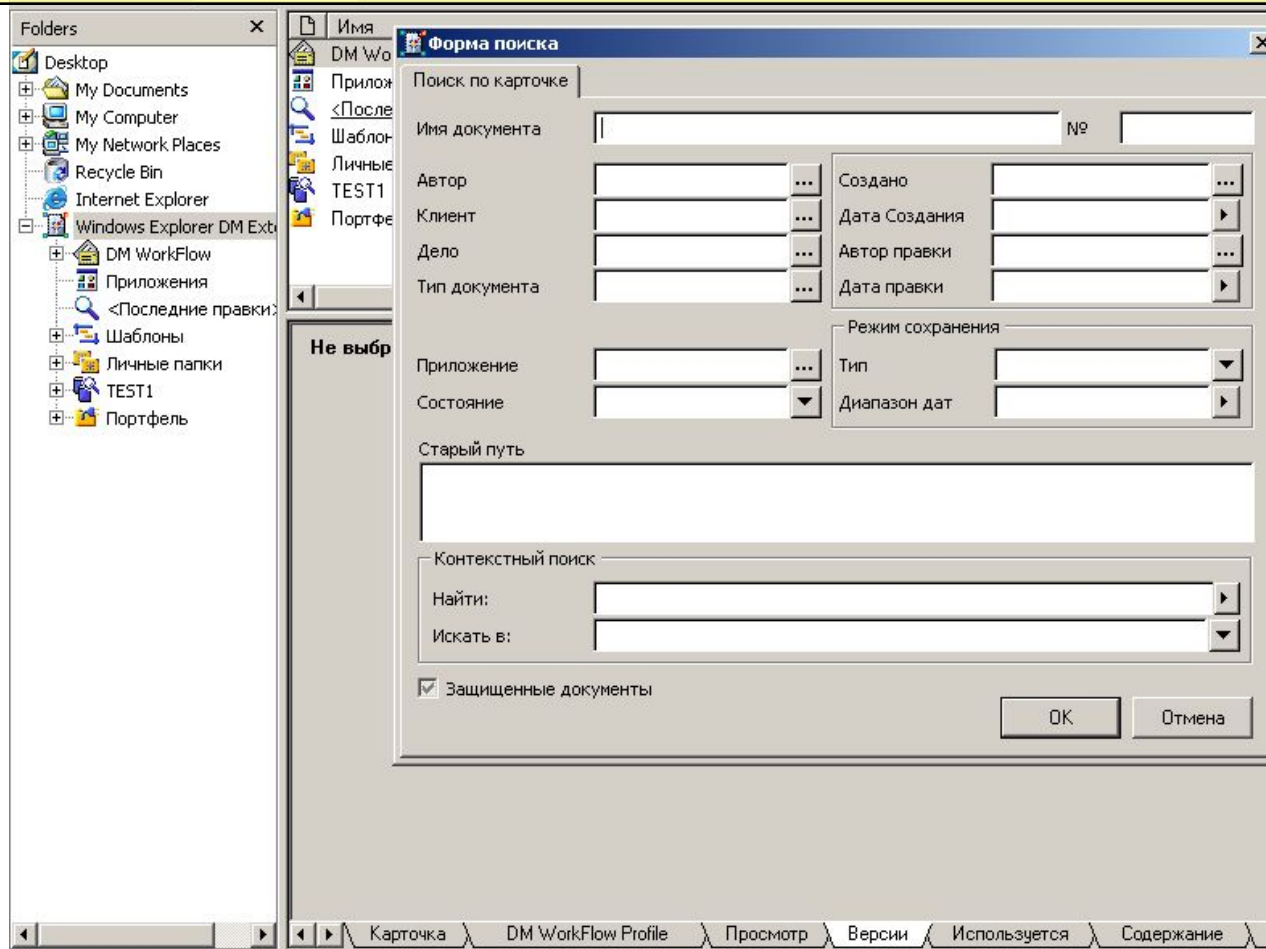 Folders
Desktop
My Documents
My Computer
My Network Places
Recycle Bin
Internet Explorer
Windows Explorer DM Exte
DM WorkFlow
Приложения
<Последние правки>
Шаблоны
Личные папки
TEST1
Портфель
Имя
DM Wo
Прилож
<После
Шаблон
Личные
TEST1
Портфе
Не выбр
Форма поиска
Поиск по карточке
Имя документа №
Автор Создано
Клиент Дата Создания
Дело Автор правки
Тип документа Дата правки
Режим сохранения
Приложение Тип
Состояние Диапазон дат
Старый путь
Контекстный поиск
Найти:
Искать в:
Защищенные документы
OK Отмена
Карточка DM WorkFlow Profile Просмотр Версии Используется Содержание